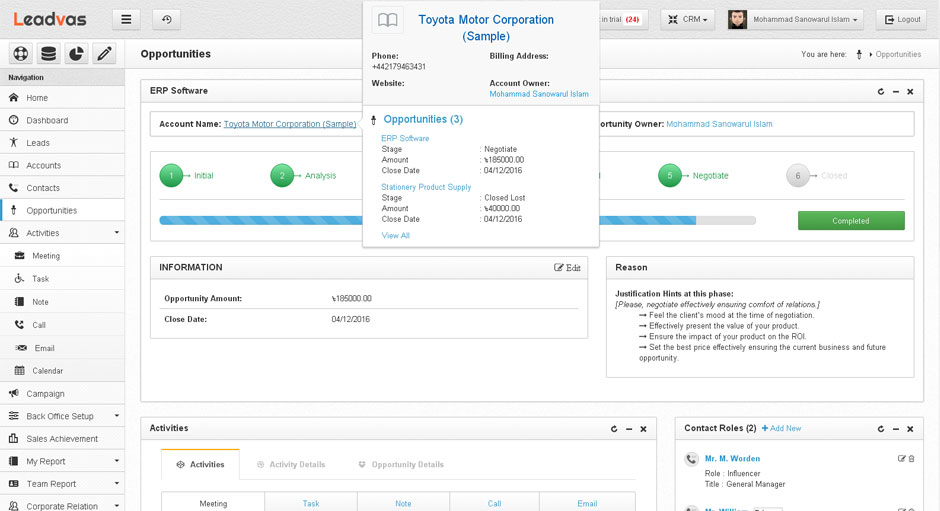 Leadvas
Toyota Motor Corporation
(Sample)
in trial (24)
CRM
Mohammad Sanowarul Islam
Logout
Phone:
+442179463431
Billing Address:
Website:
Account Owner:
Mohammad Sanowarul Islam
Opportunities (3)
ERP Software
Stage : Negotiate
Amount : ৳185000.00
Close Date : 04/12/2016
Stationery Product Supply
Stage : Closed Lost
Amount : ৳40000.00
Close Date : 04/12/2016
View All
Opportunities
You are here: Opportunities
Navigation
Home
Dashboard
Leads
Accounts
Contacts
Opportunities
Activities
Meeting
Task
Note
Call
Email
Calendar
Campaign
Back Office Setup
Sales Achievement
My Report
Team Report
Corporate Relation
ERP Software
Account Name: Toyota Motor Corporation (Sample)
ortunity Owner: Mohammad Sanowarul Islam
1 Initial
2 Analysis
5 Negotiate
6 Closed
Completed
INFORMATION
Edit
Opportunity Amount: ৳185000.00
Close Date: 04/12/2016
Reason
Justification Hints at this phase:
[Please, negotiate effectively ensuring comfort of relations.]
→ Feel the client's mood at the time of negotiation.
→ Effectively present the value of your product.
→ Ensure the impact of your product on the ROI.
→ Set the best price effectively ensuring the current business and future
opportunity.
Activities
Activities
Activity Details
Opportunity Details
Meeting
Task
Note
Call
Email
Contact Roles (2) + Add New
Mr. M. Worden
Role : Influencer
Title : General Manager